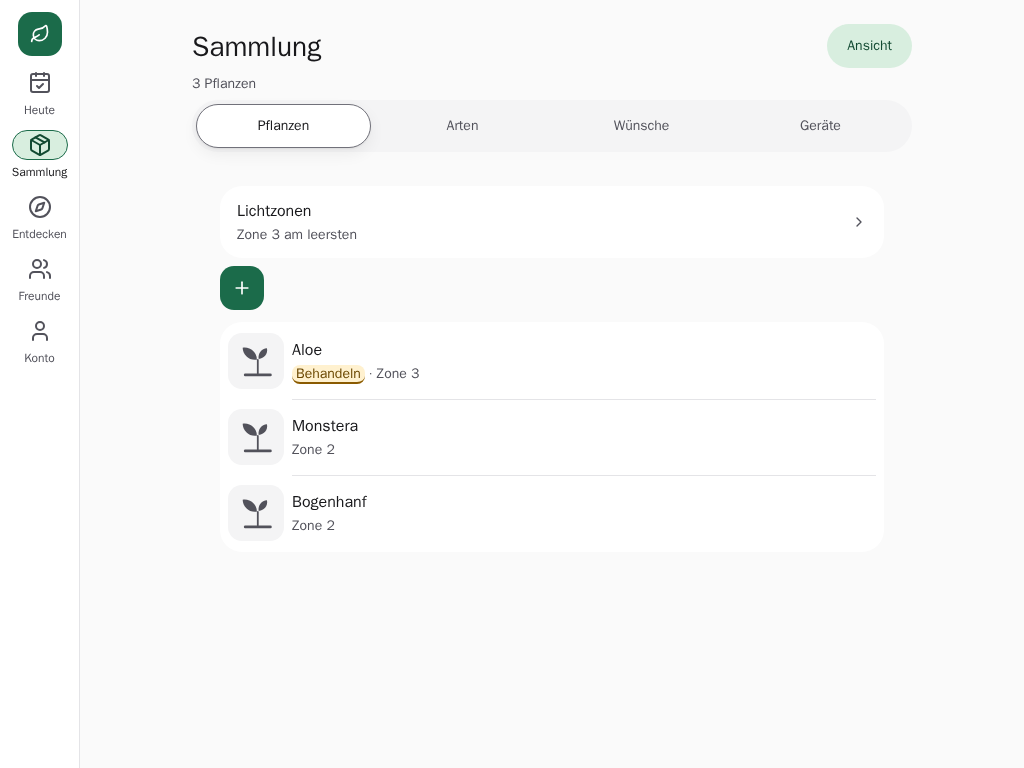 Heute
Sammlung
Entdecken
Freunde
Konto
Sammlung
Ansicht
3 Pflanzen
Pflanzen
Arten
Wünsche
Geräte
Lichtzonen
Zone 3 am leersten
Aloe
Behandeln · Zone 3
Monstera
Zone 2
Bogenhanf
Zone 2